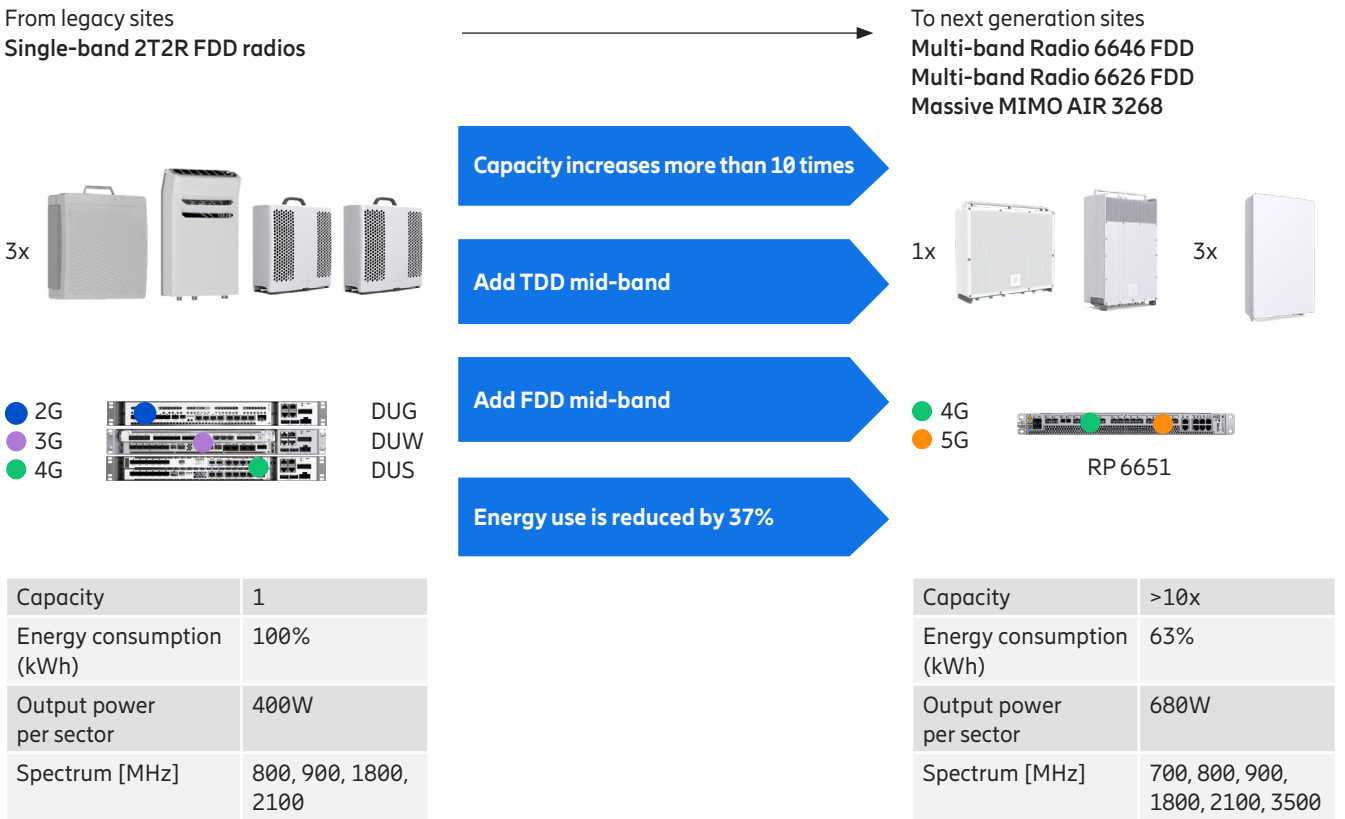 From legacy sites
Single-band 2T2R FDD radios
To next generation sites
Multi-band Radio 6646 FDD
Multi-band Radio 6626 FDD
Massive MIMO AIR 3268
Capacity increases more than 10 times
3x
1x
3x
Add TDD mid-band
Add FDD mid-band
2G
DUG
3G
DUW
4G
DUS
4G
5G
RP 6651
Energy use is reduced by 37%
Capacity
1
Energy consumption
(kWh)
100%
Output power
per sector
400W
Spectrum [MHz]
800, 900, 1800,
2100
Capacity
>10x
Energy consumption
(kWh)
63%
Output power
per sector
680W
Spectrum [MHz]
700, 800, 900,
1800, 2100, 3500